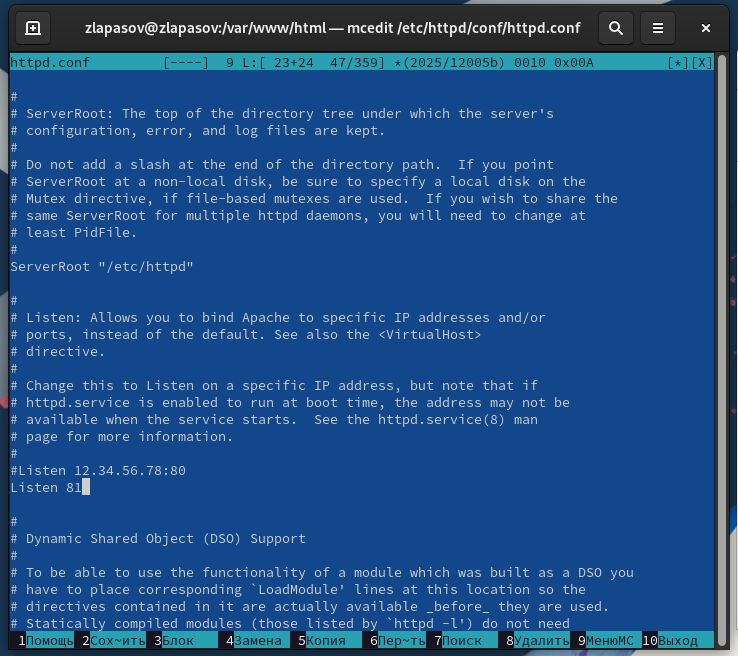 zlapasov@zlapasov:/var/www/html — mcedit /etc/httpd/conf/httpd.conf
httpd.conf         [----]  9 L:[ 23+24  47/359] *(2025/12005b) 0010 0x00A         [*][X]
#
# ServerRoot: The top of the directory tree under which the server's
# configuration, error, and log files are kept.
#
# Do not add a slash at the end of the directory path.  If you point
# ServerRoot at a non-local disk, be sure to specify a local disk on the
# Mutex directive, if file-based mutexes are used.  If you wish to share the
# same ServerRoot for multiple httpd daemons, you will need to change at
# least PidFile.
#
ServerRoot "/etc/httpd"
#
# Listen: Allows you to bind Apache to specific IP addresses and/or
# ports, instead of the default. See also the <VirtualHost>
# directive.
#
# Change this to Listen on a specific IP address, but note that if
# httpd.service is enabled to run at boot time, the address may not be
# available when the service starts.  See the httpd.service(8) man
# page for more information.
#
#Listen 12.34.56.78:80
Listen 81
#
# Dynamic Shared Object (DSO) Support
#
# To be able to use the functionality of a module which was built as a DSO you
# have to place corresponding `LoadModule' lines at this location so the
# directives contained in it are actually available _before_ they are used.
# Statically compiled modules (those listed by `httpd -l') do not need
1Помощь 2Сох~ить 3Блок 4Замена 5Копия 6Пер~ть 7Поиск 8Удалить 9МенюMC 10Выход